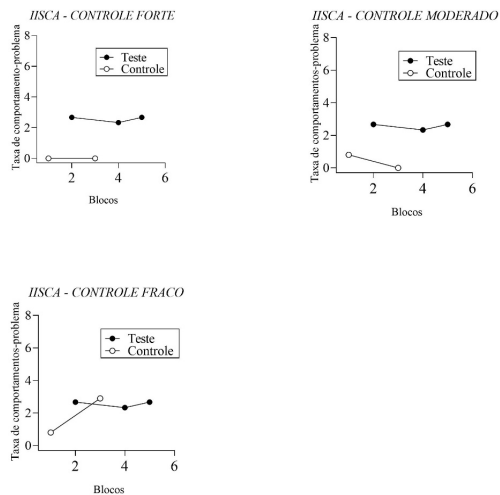 IISCA - CONTROLE FORTE
Taxa de comportamentos-problema
8
6
4
2
0
Teste
Controle
2 4 6
Blocos
IISCA - CONTROLE MODERADO
Taxa de comportamentos-problema
8
6
4
2
0
Teste
Controle
2 4 6
Blocos
IISCA - CONTROLE FRACO
Taxa de comportamentos-problema
8
6
4
2
0
Teste
Controle
2 4 6
Blocos